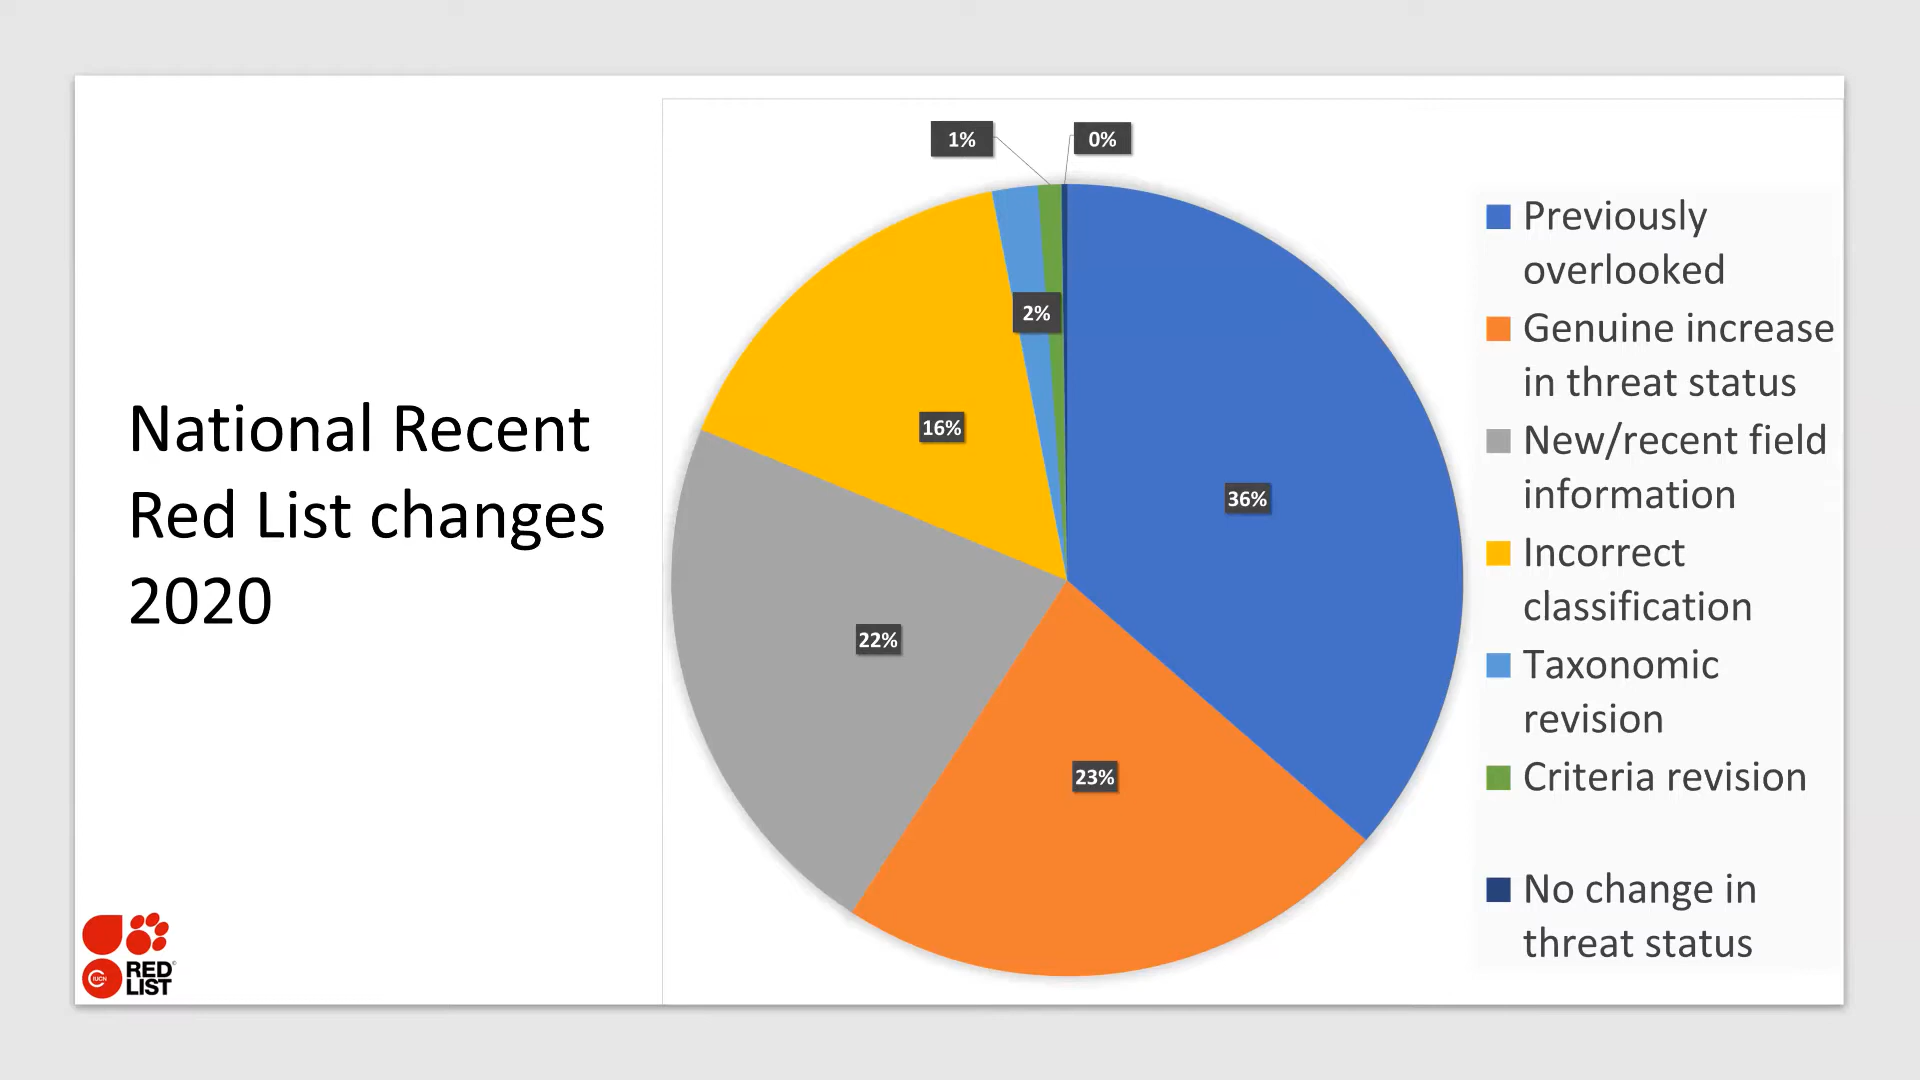 National Recent
Red List changes
2020
1%
0%
2%
16%
36%
22%
23%
Previously
overlooked
Genuine increase
in threat status
New/recent field
information
Incorrect
classification
Taxonomic
revision
Criteria revision
No change in
threat status
IUCN
RED
LIST